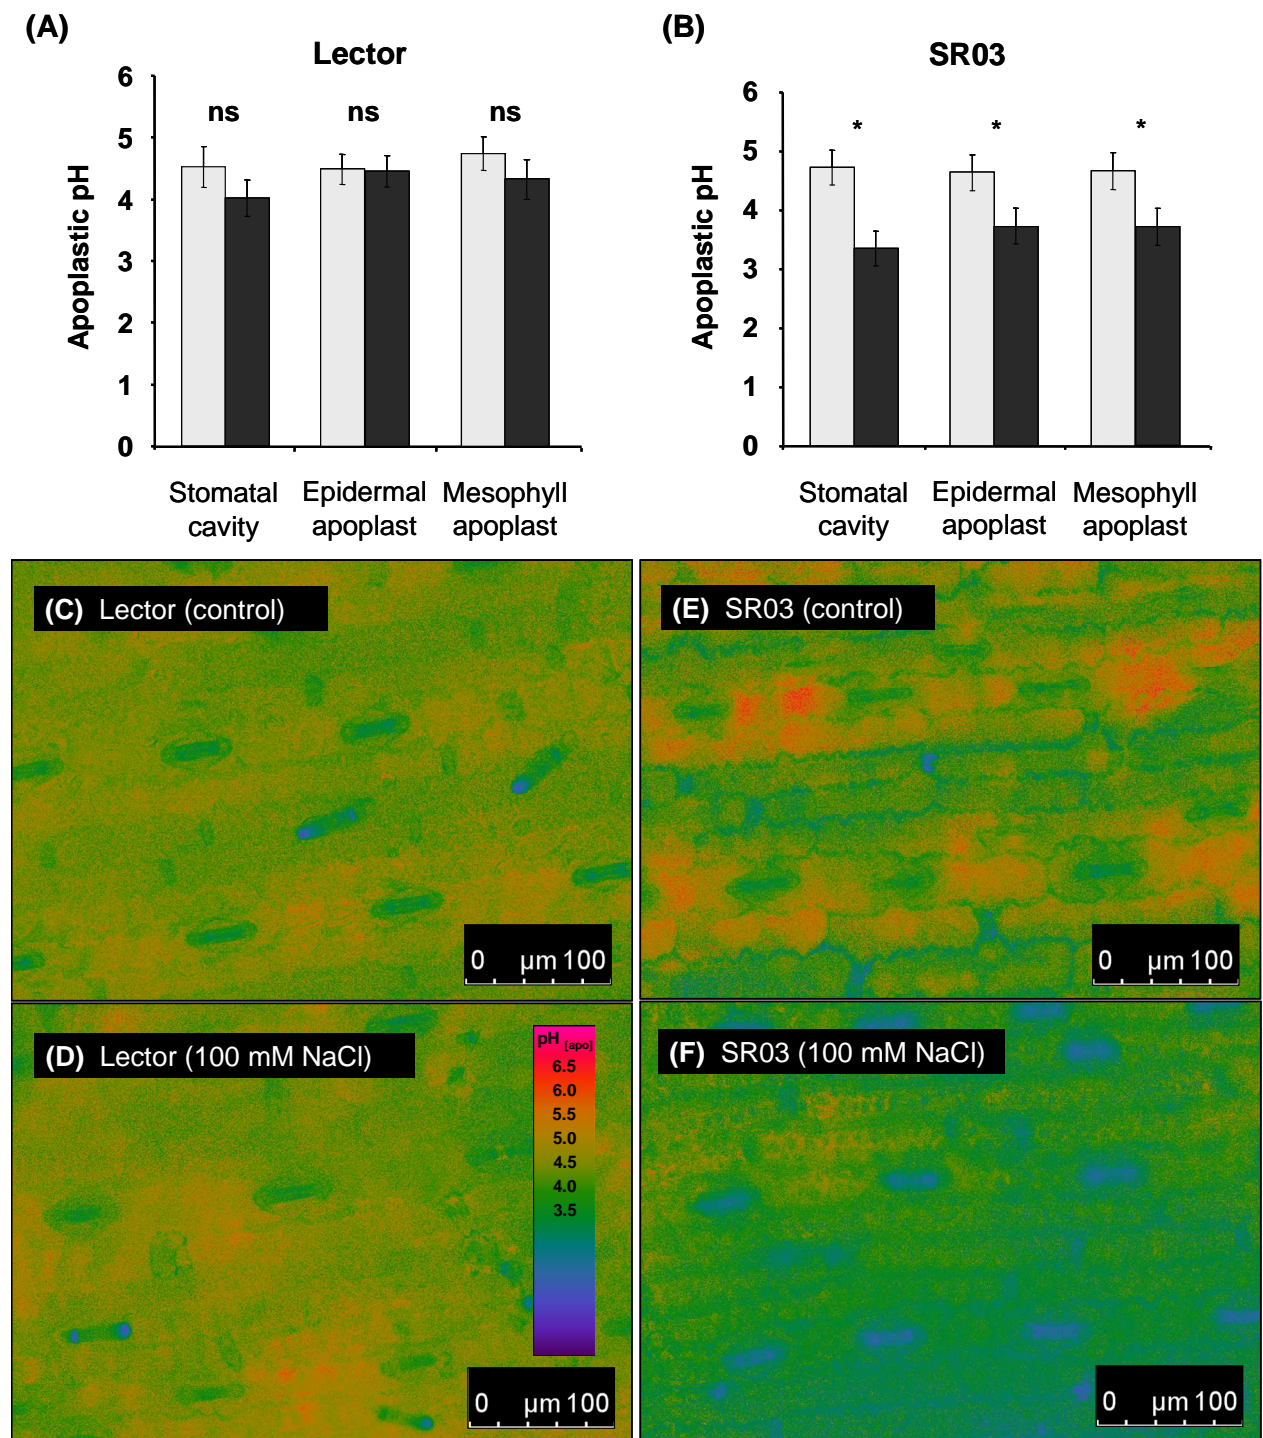 (A)
Lector
Apoplastic pH
6
5
4
3
2
1
0
ns
ns
ns
Stomatal
cavity
Epidermal
apoplast
Mesophyll
apoplast
(B)
SR03
Apoplastic pH
6
5
4
3
2
1
0
*
*
*
Stomatal
cavity
Epidermal
apoplast
Mesophyll
apoplast
(C) Lector (control)
0 µm 100
(E) SR03 (control)
0 µm 100
(D) Lector (100 mM NaCl)
pH [apo]
6.5
6.0
5.5
5.0
4.5
4.0
3.5
0 µm 100
(F) SR03 (100 mM NaCl)
0 µm 100